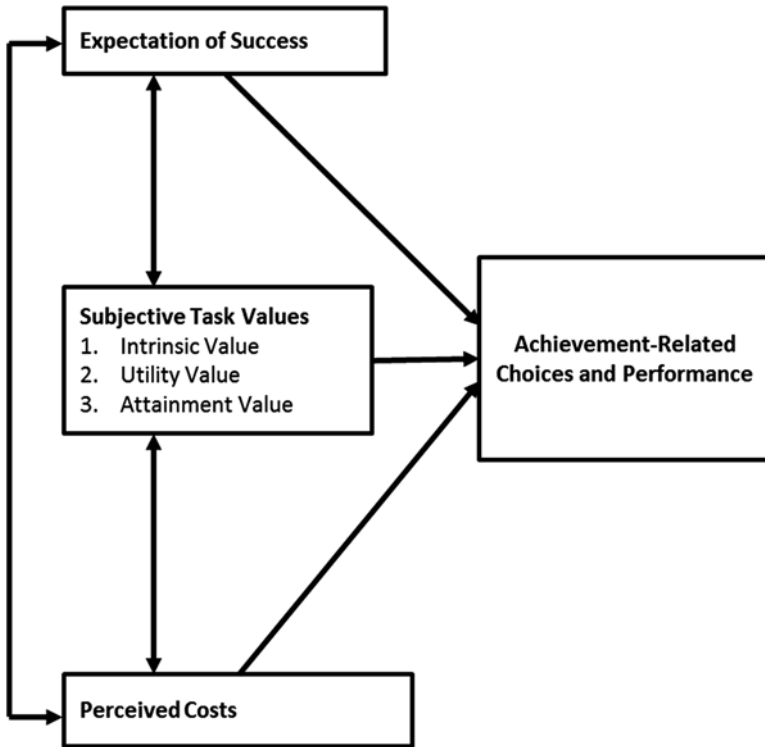 Expectation of Success
Subjective Task Values
1. Intrinsic Value
2. Utility Value
3. Attainment Value
Achievement-Related
Choices and Performance
Perceived Costs